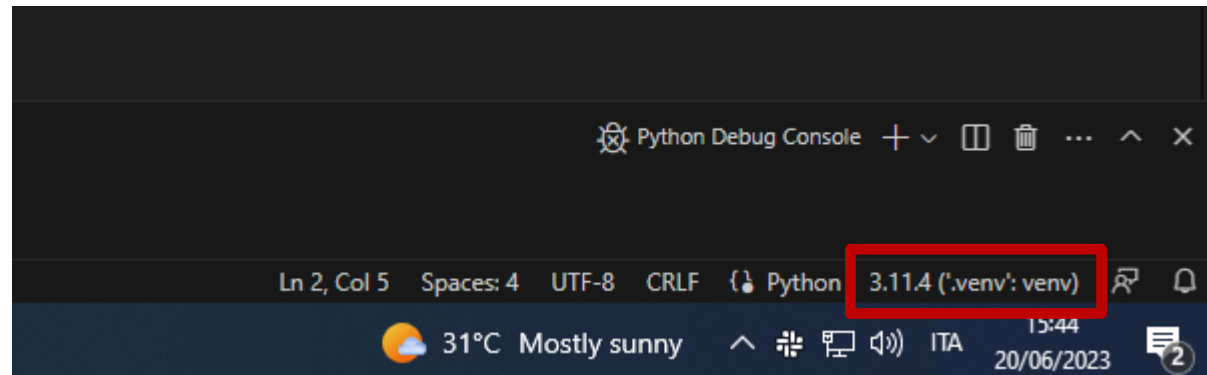 Python Debug Console
Ln 2, Col 5 Spaces: 4 UTF-8 CRLF Python 3.11.4 ('.venv': venv)
31°C Mostly sunny ITA 15:44
20/06/2023 2